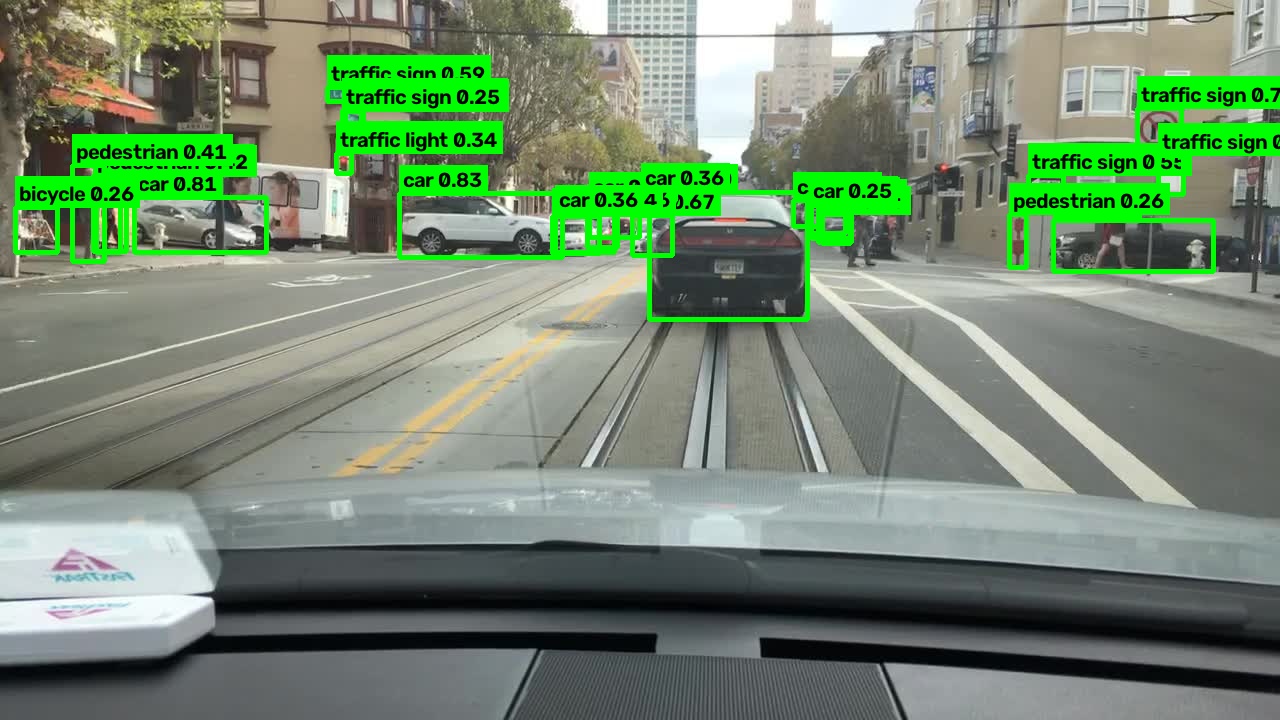 traffic sign 0.59
traffic sign 0.25
traffic sign 0.7
traffic light 0.34
traffic sign 0
pedestrian 0.41
traffic sign 0.55
car 0.81
car 0.83
car 0.36
bicycle 0.26
car 0.36
0.67
car 0.25
pedestrian 0.26
FASTRAK